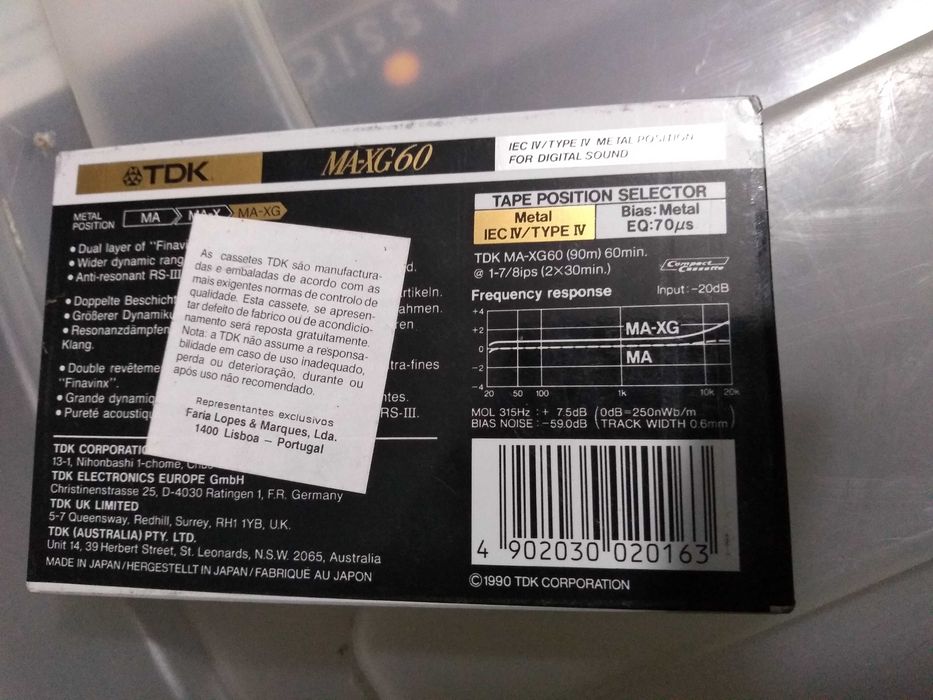 TDK
MA-XG60
IEC IV/TYPE IV METAL POSITION
FOR DIGITAL SOUND
METAL
POSITION
MA
MA-X
MA-XG
• Dual layer of "Finavi
• Wider dynamic rang
d.
• Anti-resonant RS-III
• Doppelte Beschicht
rtikeln.
• Größerer Dynamiku
ahmen.
• Resonanzdämpfen
ren
Klang.
• Double revêteme
tra-fines
"Finavinx".
• Grande dynamiq
ntes.
• Pureté acoustiqu
RS-III.
As cassetes TDK são manufactura-
das e embaladas de acordo com as
mais exigentes normas de controlo de
qualidade. Esta cassete, se apresen-
tar defeito de fabrico ou de acondicio-
namento será reposta gratuitamente.
Nota: a TDK não assume a responsa-
bilidade em caso de uso inadequado,
perda ou deterioração, durante ou
após uso não recomendado.
Representantes exclusivos
Faria Lopes & Marques, Lda.
1400 Lisboa – Portugal
TDK CORPORATIO
13-1, Nihonbashi 1-chome, Chuo
TDK ELECTRONICS EUROPE GmbH
Christinenstrasse 25, D-4030 Ratingen 1, F.R. Germany
TDK UK LIMITED
5-7 Queensway, Redhill, Surrey, RH1 1YB, U.K.
TDK (AUSTRALIA) PTY. LTD.
Unit 14, 39 Herbert Street, St. Leonards, N.S.W. 2065, Australia
MADE IN JAPAN/HERGESTELLT IN JAPAN/FABRIQUÉ AU JAPON
TAPE POSITION SELECTOR
Metal
IEC IV/TYPE IV
Bias: Metal
EQ: 70µs
TDK MA-XG60 (90m) 60min.
@ 1-7/8ips (2×30min.)
Compact
Cassette
Frequency response
Input: -20dB
+4
+2
0
-2
-4
MA-XG
MA
20 50 100 1k 10k 20k
MOL 315Hz : + 7.5dB (0dB=250nWb/m
BIAS NOISE : -59.0dB (TRACK WIDTH 0.6mm)
4 902030 020163
©1990 TDK CORPORATION